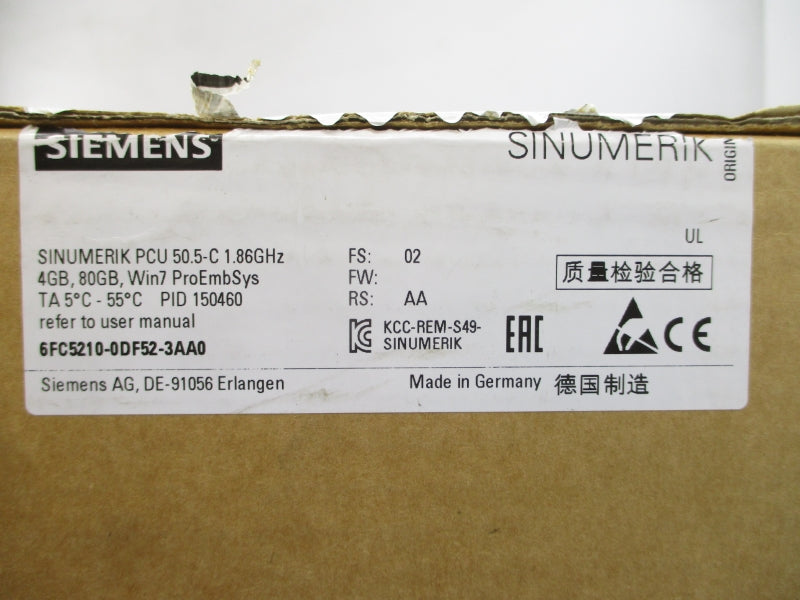 SIEMENS
SINUMERIK
ORIGIN
UL
SINUMERIK PCU 50.5-C 1.86GHz
4GB, 80GB, Win7 ProEmbSys
TA 5°C - 55°C PID 150460
refer to user manual
6FC5210-0DF52-3AA0
FS: 02
FW:
RS: AA
质量检验合格
KCC-REM-S49-
SINUMERIK
EAC
CE
Siemens AG, DE-91056 Erlangen
Made in Germany 德国制造